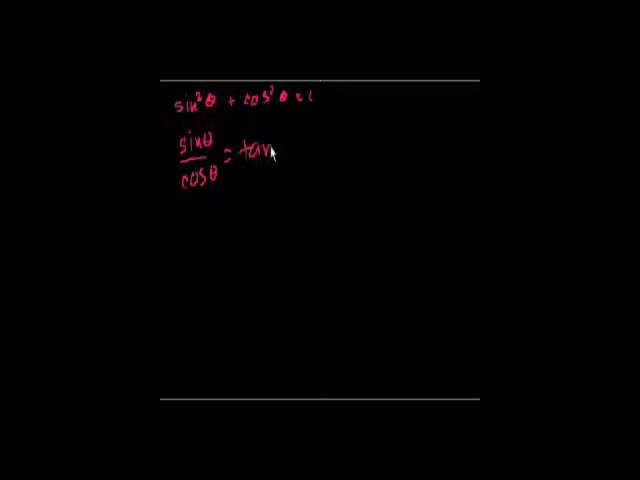 sin²θ + cos²θ = 1
sinθ/cosθ = tan